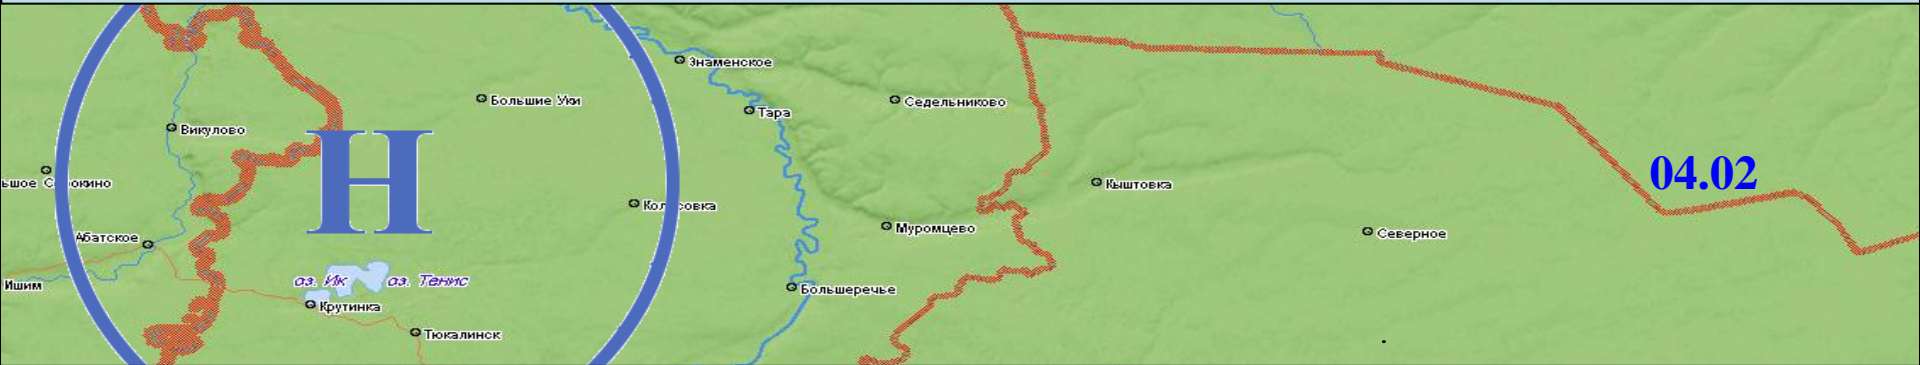 Знаменское
Большие Уки
Седельниково
Тара
Викулово
Н
04.02
Кыштовка
Колосовка
Муромцево
Северное
Абатское
оз. Ик
оз. Тенис
Ишим
Большеречье
Крутинка
Тюкалинск